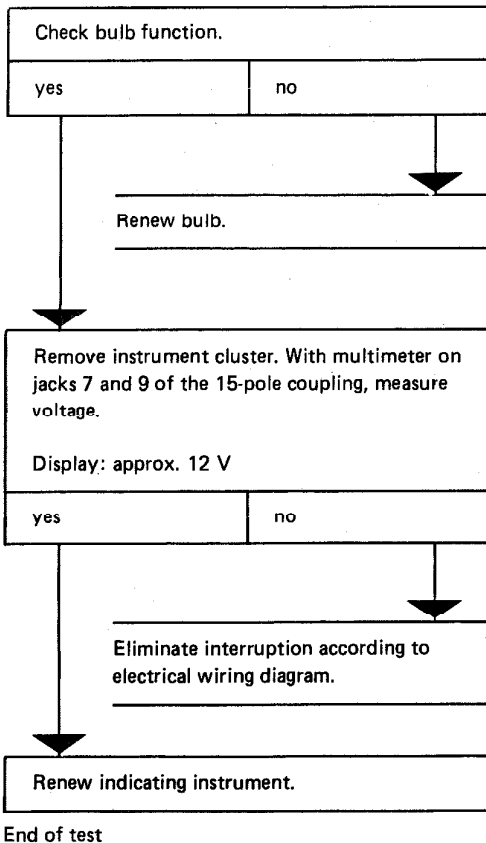 Check bulb function.
yes
no
Renew bulb.
Remove instrument cluster. With multimeter on
jacks 7 and 9 of the 15-pole coupling, measure
voltage.
Display: approx. 12 V
yes
no
Eliminate interruption according to
electrical wiring diagram.
Renew indicating instrument.
End of test